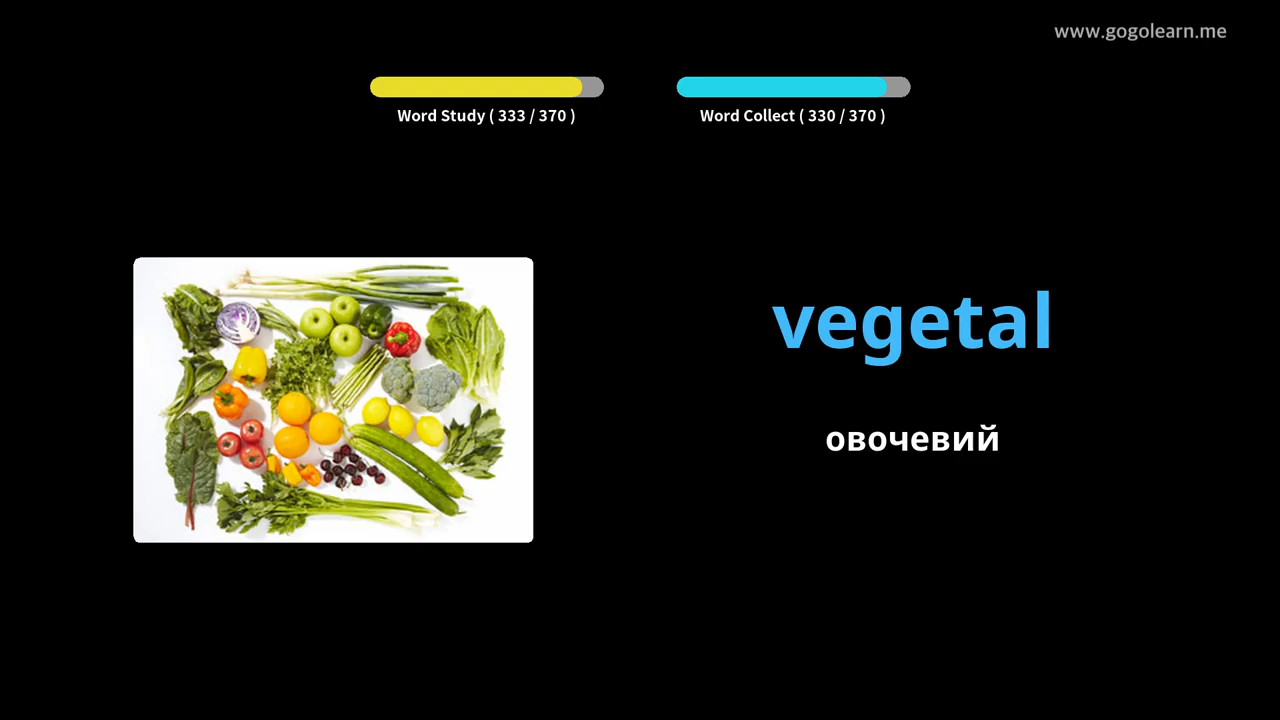 www.gogolearn.me
Word Study ( 333 / 370 )
Word Collect ( 330 / 370 )
vegetal
овочевий